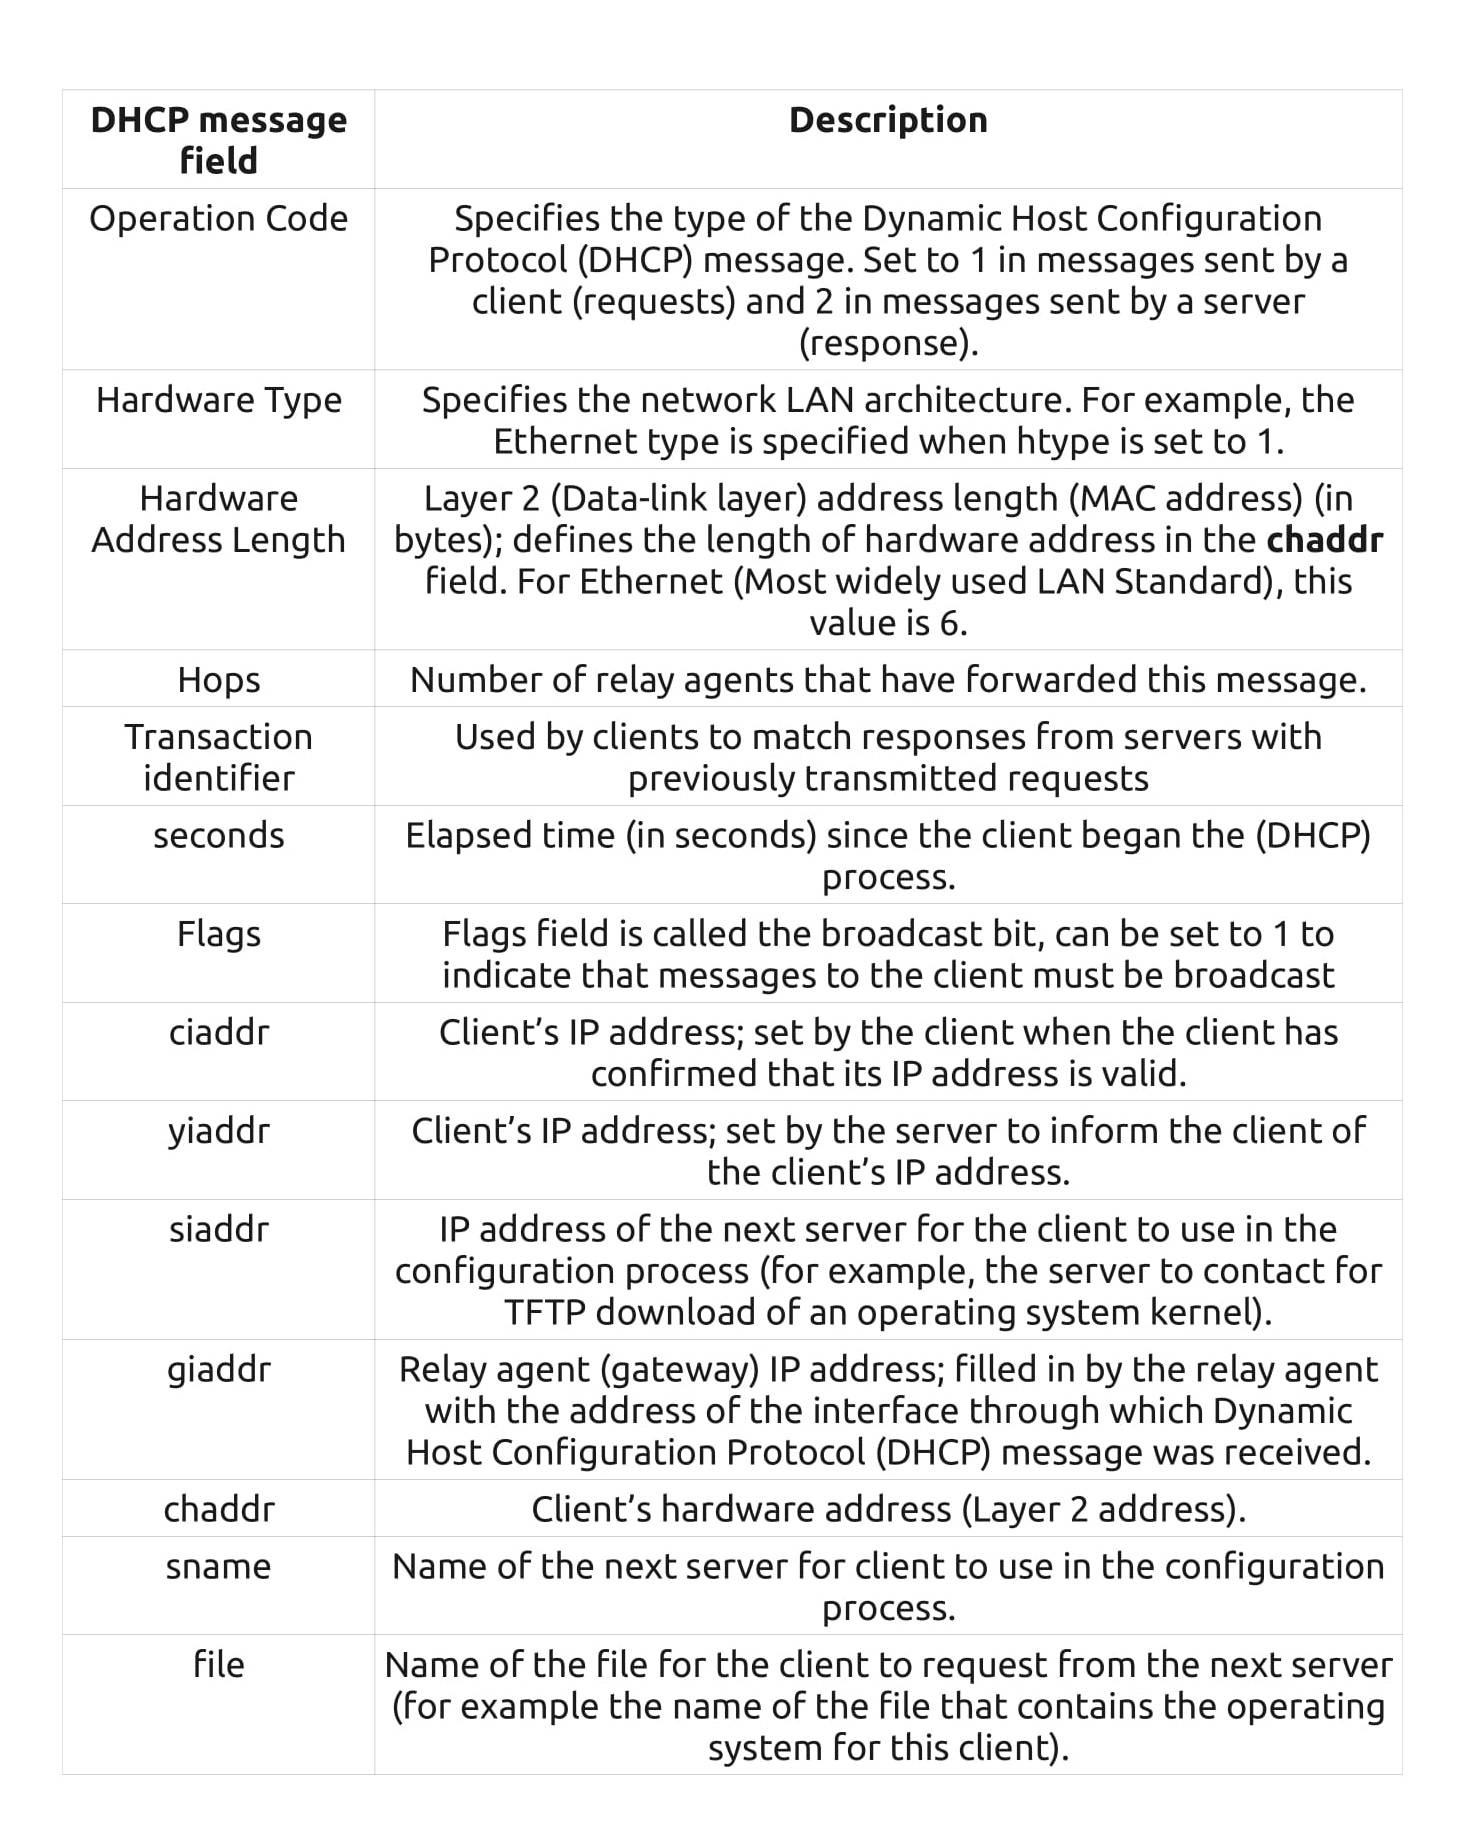 DHCP message
field
Description
Operation Code
Specifies the type of the Dynamic Host Configuration
Protocol (DHCP) message. Set to 1 in messages sent by a
client (requests) and 2 in messages sent by a server
(response).
Hardware Type
Specifies the network LAN architecture. For example, the
Ethernet type is specified when htype is set to 1.
Hardware
Address Length
Layer 2 (Data-link layer) address length (MAC address) (in
bytes); defines the length of hardware address in the chaddr
field. For Ethernet (Most widely used LAN Standard), this
value is 6.
Hops
Number of relay agents that have forwarded this message.
Transaction
identifier
Used by clients to match responses from servers with
previously transmitted requests
seconds
Elapsed time (in seconds) since the client began the (DHCP)
process.
Flags
Flags field is called the broadcast bit, can be set to 1 to
indicate that messages to the client must be broadcast
ciaddr
Client’s IP address; set by the client when the client has
confirmed that its IP address is valid.
yiaddr
Client’s IP address; set by the server to inform the client of
the client’s IP address.
siaddr
IP address of the next server for the client to use in the
configuration process (for example, the server to contact for
TFTP download of an operating system kernel).
giaddr
Relay agent (gateway) IP address; filled in by the relay agent
with the address of the interface through which Dynamic
Host Configuration Protocol (DHCP) message was received.
chaddr
Client’s hardware address (Layer 2 address).
sname
Name of the next server for client to use in the configuration
process.
file
Name of the file for the client to request from the next server
(for example the name of the file that contains the operating
system for this client).